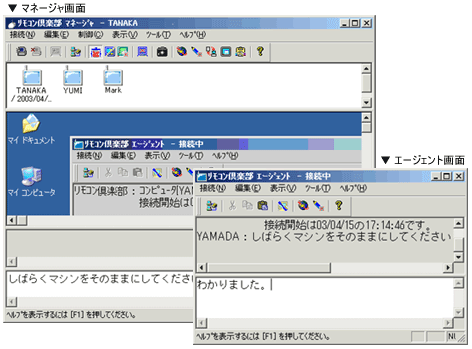 ▼ マネージャ画面
リモコン倶楽部 マネージャ - TANAKA
接続(N) 編集(E) 制御(C) 表示(V) ツール(T) ヘルプ(H)
TANAKA
/ 2003/04/...
YUMI
Mark
マイ ドキュメント
マイ コンピュータ
リモコン倶楽部 エージェント - 接続中
接続(N) 編集(E) 表示(V) ツール(T) ヘルプ(H)
リモコン倶楽部 : コンピュータ(YA
接続開始は0
しばらくマシンをそのままにしてください
ヘルプを表示するには [F1] を押してください。
▼ エージェント画面
リモコン倶楽部 エージェント - 接続中
接続(N) 編集(E) 表示(V) ツール(T) ヘルプ(H)
接続開始は03/04/15の17:14:46です。
YAMADA : しばらくマシンをそのままにしてください
わかりました。
ヘルプを表示するには [F1] を押してください。
NI